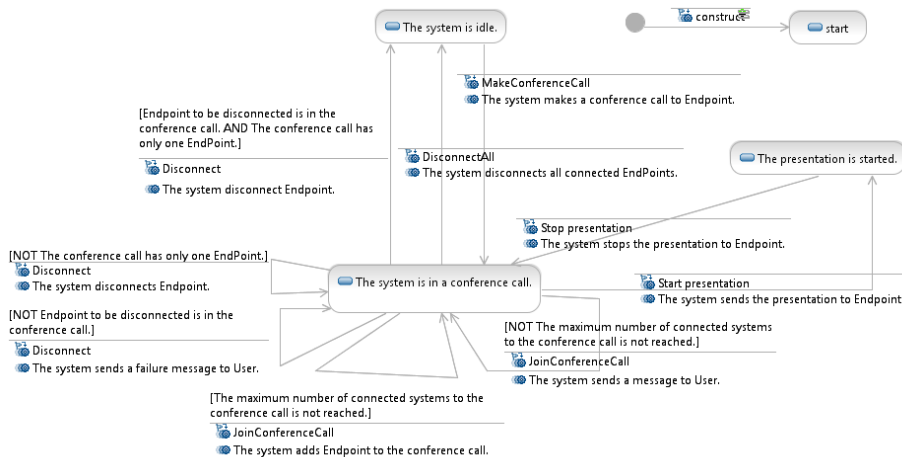 construct
The system is idle.
start
MakeConferenceCall
The system makes a conference call to Endpoint.
[Endpoint to be disconnected is in the
conference call. AND The conference call has
only one EndPoint.]
Disconnect
The system disconnect Endpoint.
DisconnectAll
The system disconnects all connected EndPoints.
The presentation is started.
Stop presentation
The system stops the presentation to Endpoint.
[NOT The conference call has only one EndPoint.]
Disconnect
The system disconnects Endpoint.
The system is in a conference call.
Start presentation
The system sends the presentation to Endpoint
[NOT Endpoint to be disconnected is in the
conference call.]
Disconnect
The system sends a failure message to User.
[NOT The maximum number of connected systems
to the conference call is not reached.]
JoinConferenceCall
The system sends a message to User.
[The maximum number of connected systems to the
conference call is not reached.]
JoinConferenceCall
The system adds Endpoint to the conference call.